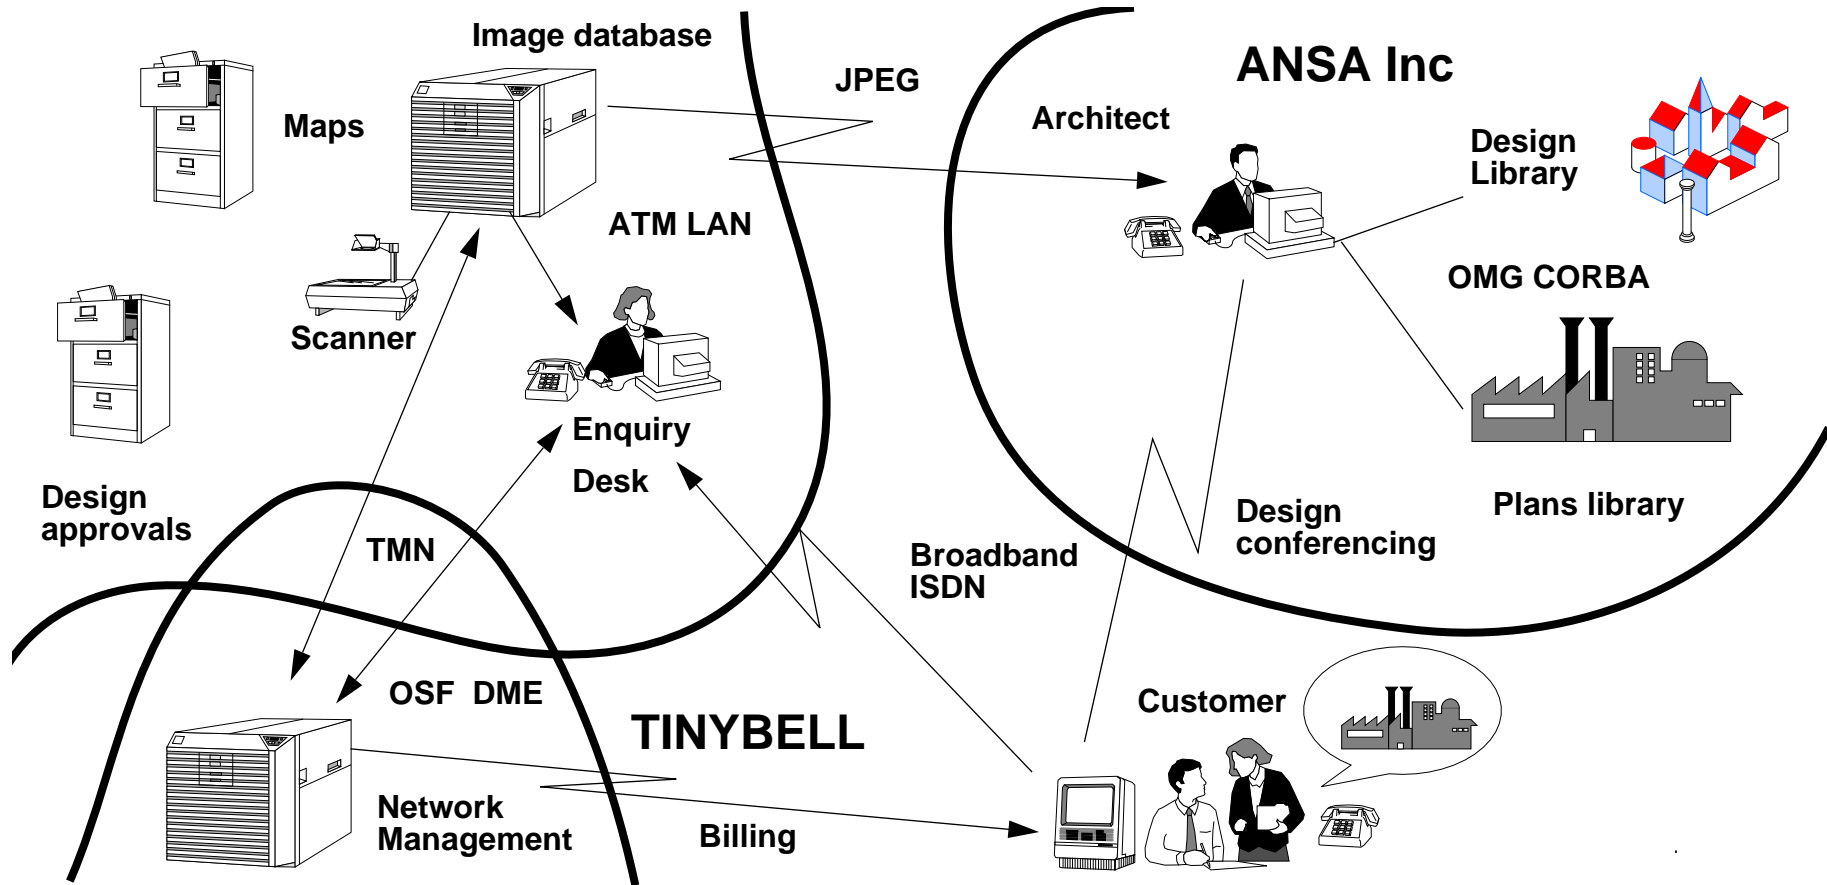 Image database
ANSA Inc
JPEG
Maps
Architect
Design
Library
ATM LAN
OMG CORBA
Scanner
Enquiry
Desk
Design
approvals
TMN
Plans library
Design
conferencing
Broadband
ISDN
OSF DME
TINYBELL
Customer
Network
Management
Billing